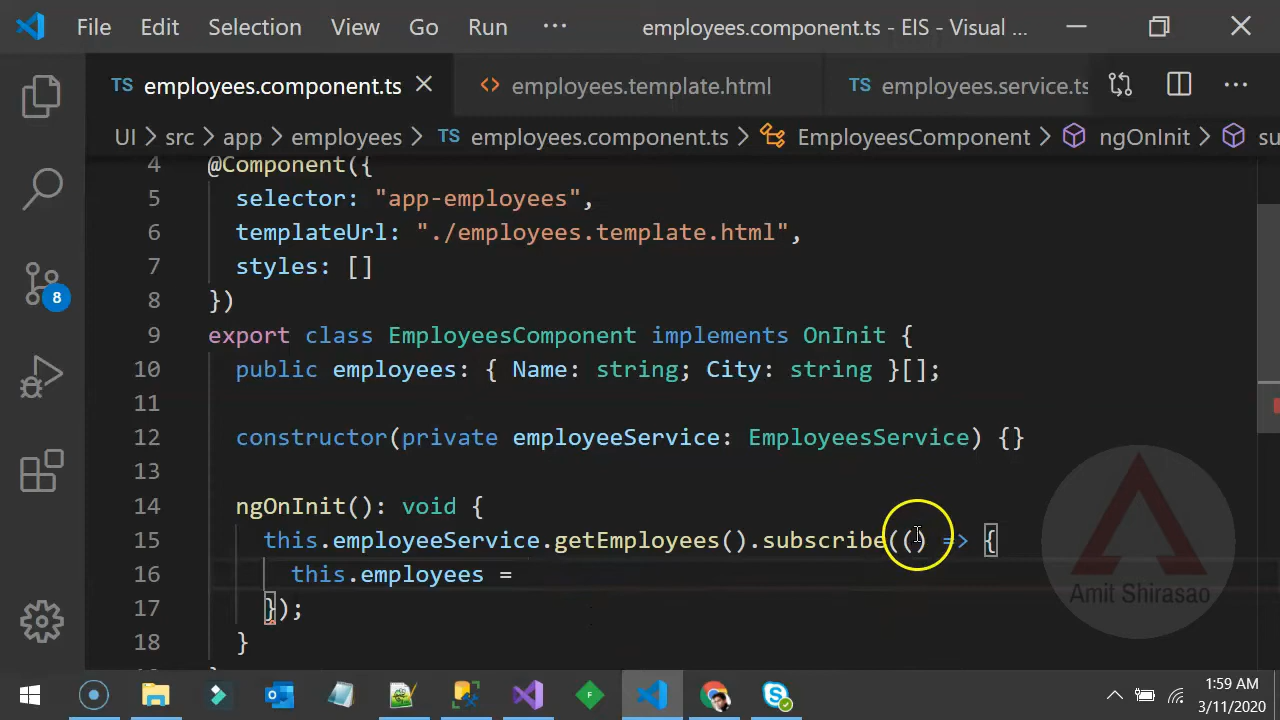 File Edit Selection View Go Run ··· employees.component.ts - EIS - Visual ...
TS employees.component.ts <> employees.template.html TS employees.service.ts ···
UI > src > app > employees > TS employees.component.ts > EmployeesComponent > ngOnInit > su
4 @Component({
5 selector: "app-employees",
6 templateUrl: "./employees.template.html",
7 styles: []
8 })
9 export class EmployeesComponent implements OnInit {
10 public employees: { Name: string; City: string }[];
11
12 constructor(private employeeService: EmployeesService) {}
13
14 ngOnInit(): void {
15 this.employeeService.getEmployees().subscribe(() => {
16 this.employees =
17 });
18 }
8
Amit Shirasao
F
1:59 AM
3/11/2020